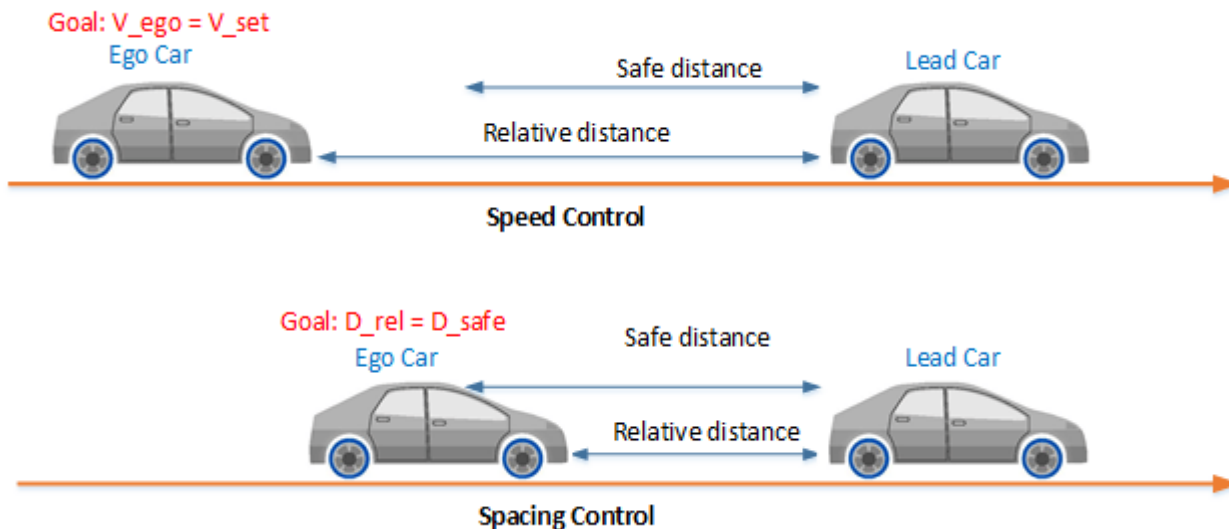 Goal: V_ego = V_set
Ego Car
Safe distance
Lead Car
Relative distance
Speed Control
Goal: D_rel = D_safe
Ego Car
Safe distance
Lead Car
Relative distance
Spacing Control